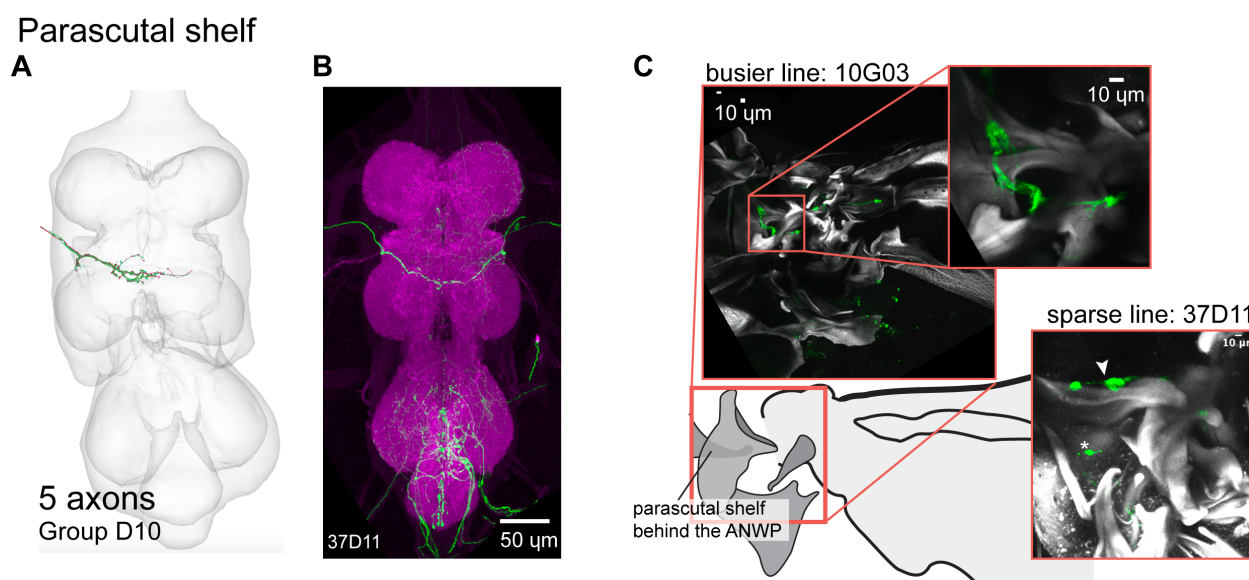 Parascutal shelf
A
B
C
busier line: 10G03
10 µm
10 µm
sparse line: 37D11
10 µm
*
5 axons
Group D10
37D11
50 µm
parascutal shelf
behind the ANWP